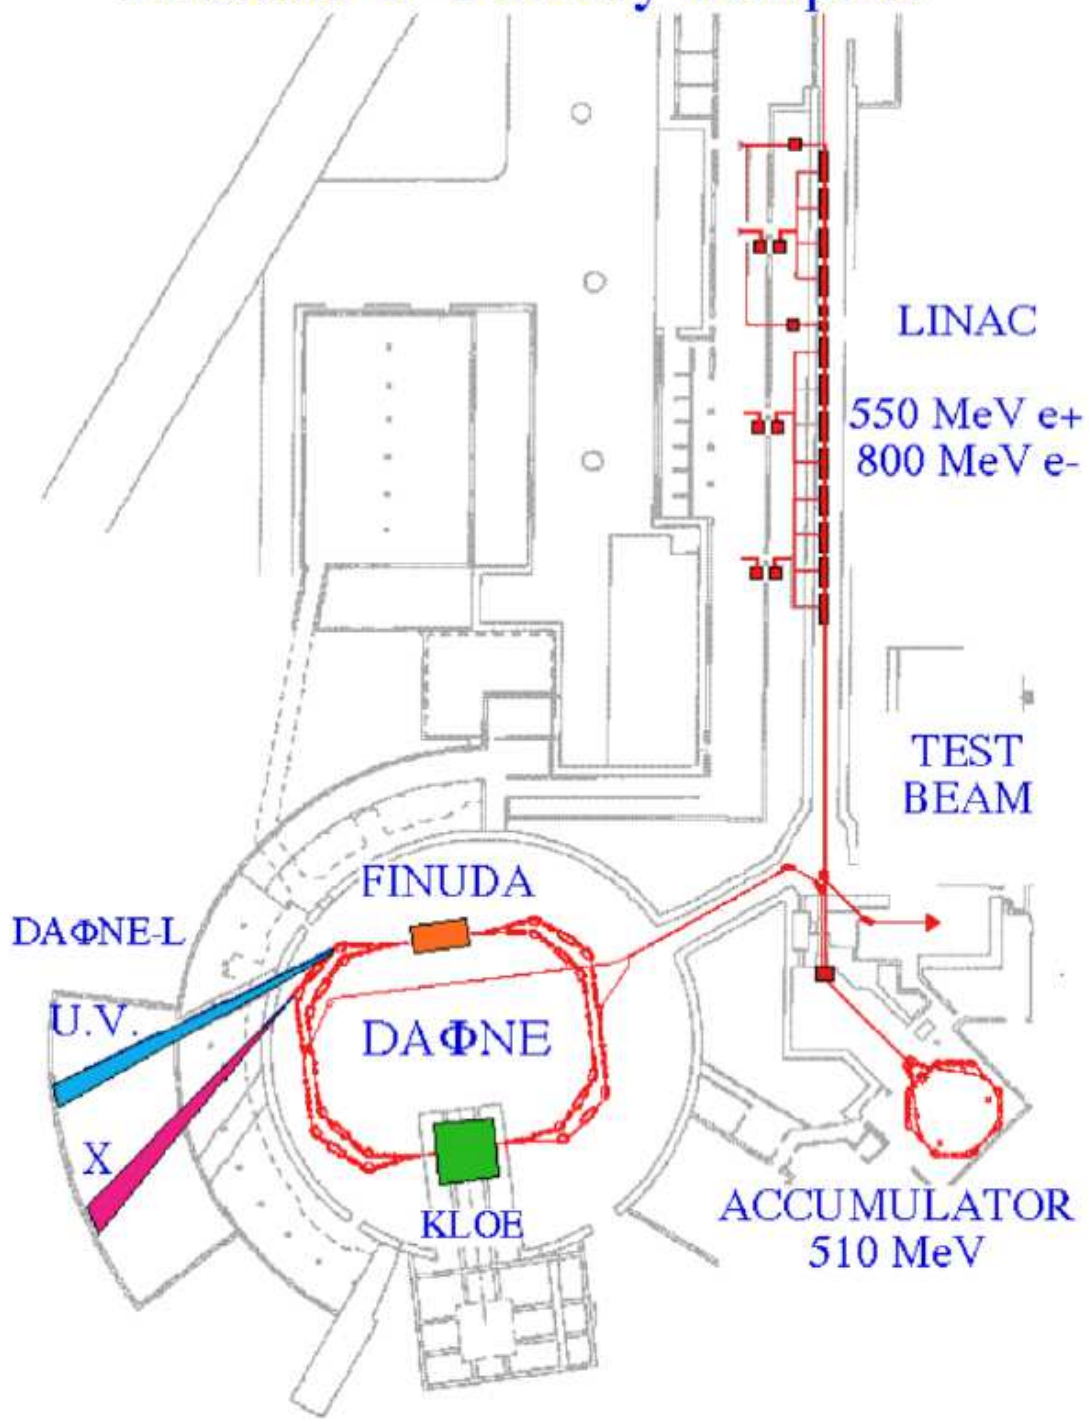 LINAC
550 MeV e+
800 MeV e-
TEST
BEAM
FINUDA
DAΦNE-L
U.V.
DAΦNE
X
KLOE
ACCUMULATOR
510 MeV